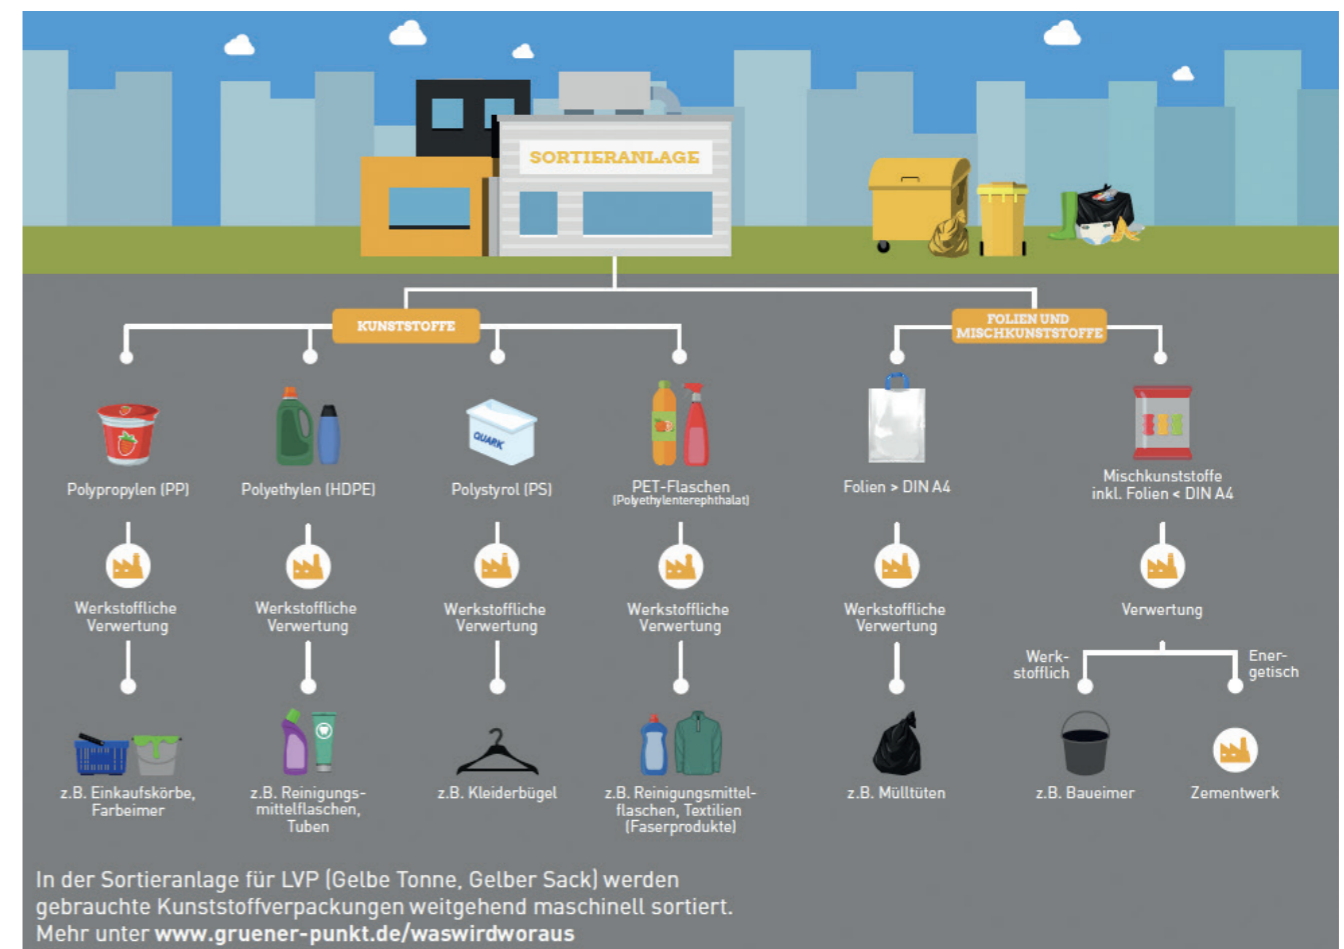 SORTIERANLAGE
KUNSTSTOFFE
FOLIEN UND
MISCHKUNSTSTOFFE
QUARK
Polypropylen (PP)
Polyethylen (HDPE)
Polystyrol (PS)
PET-Flaschen
(Polyethylenterephthalat)
Folien > DIN A4
Mischkunststoffe
inkl. Folien < DIN A4
Werkstoffliche
Verwertung
Werkstoffliche
Verwertung
Werkstoffliche
Verwertung
Werkstoffliche
Verwertung
Werkstoffliche
Verwertung
Verwertung
Werk-
stofflich
Ener-
getisch
z.B. Einkaufskörbe,
Farbeimer
z.B. Reinigungs-
mittelflaschen,
Tuben
z.B. Kleiderbügel
z.B. Reinigungsmittel-
flaschen, Textilien
(Faserprodukte)
z.B. Mülltüten
z.B. Baueimer
Zementwerk
In der Sortieranlage für LVP (Gelbe Tonne, Gelber Sack) werden
gebrauchte Kunststoffverpackungen weitgehend maschinell sortiert.
Mehr unter www.gruener-punkt.de/waswirdworaus